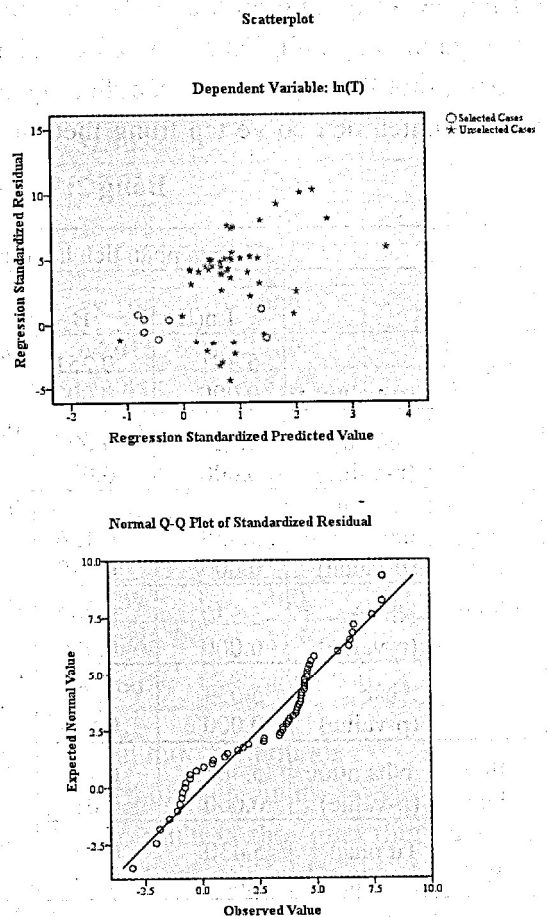 Scatterplot
Dependent Variable: ln(T)
Selected Cases
Unselected Cases
Regression Standardized Residual
15
10
5
0
-5
-2 -1 0 1 2 3 4
Regression Standardized Predicted Value
Normal Q-Q Plot of Standardized Residual
Expected Normal Value
10.0
7.5
5.0
2.5
0.0
-2.5
-2.5 0.0 2.5 5.0 7.5 10.0
Observed Value